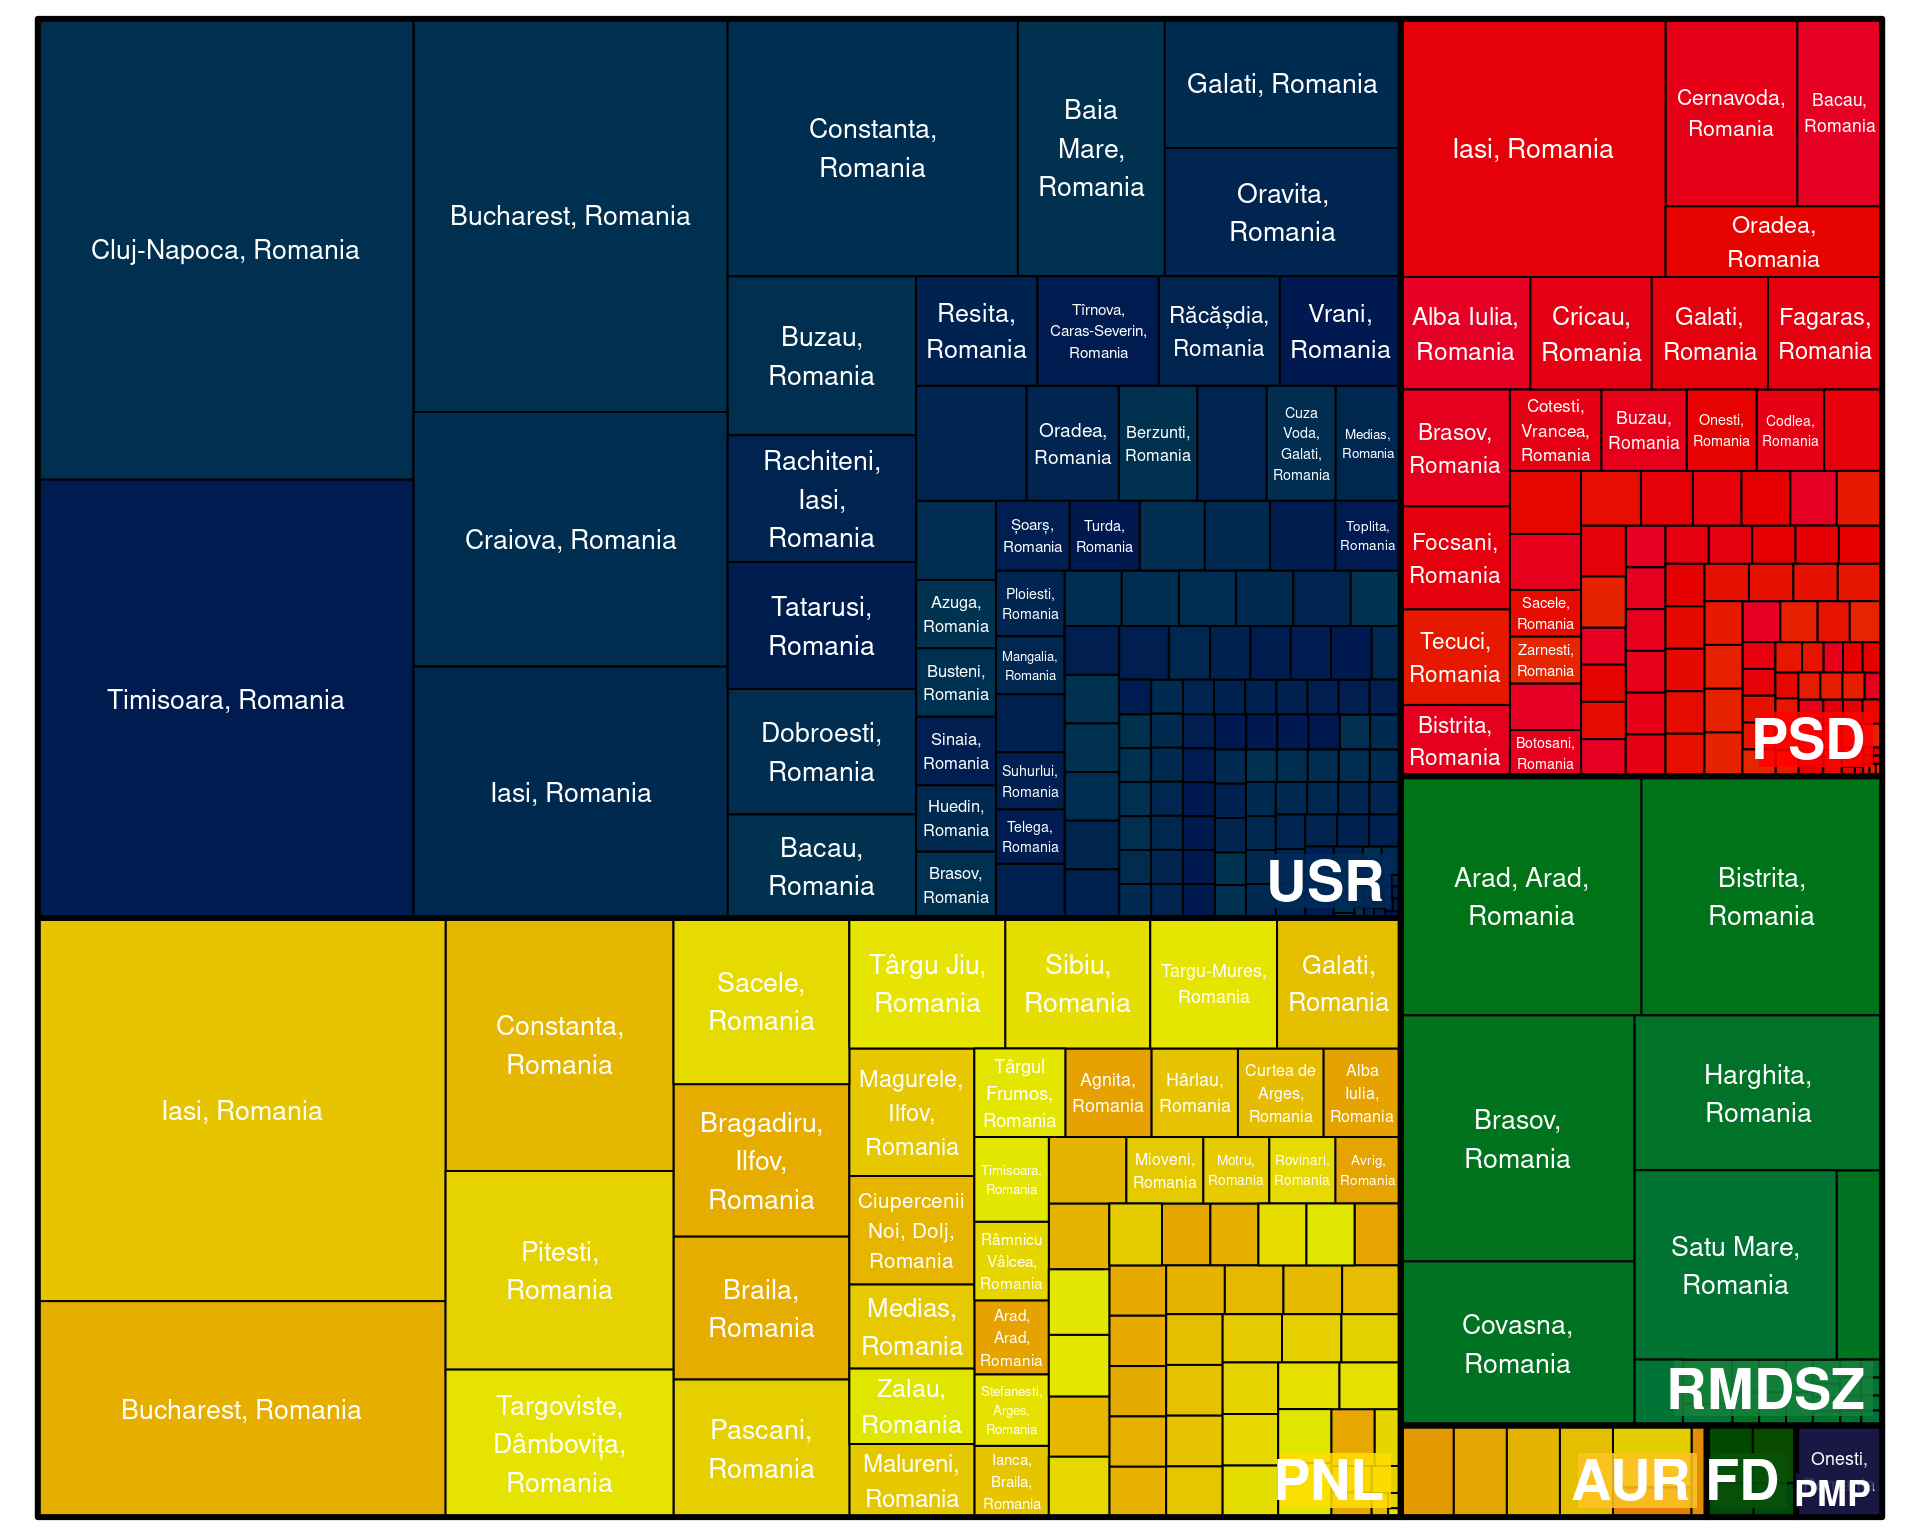 Cluj-Napoca, Romania
Timisoara, Romania
Bucharest, Romania
Craiova, Romania
Iasi, Romania
Constanta,
Romania
Baia
Mare,
Romania
Galati, Romania
Oravita,
Romania
Buzau,
Romania
Rachiteni,
Iasi,
Romania
Tatarusi,
Romania
Dobroesti,
Romania
Bacau,
Romania
Resita,
Romania
Tîrnova,
Caras-Severin,
Romania
Răcășdia,
Romania
Vrani,
Romania
Oradea,
Romania
Berzunti,
Romania
Cuza
Voda,
Galati,
Romania
Medias,
Romania
Șoarș,
Romania
Turda,
Romania
Toplita,
Romania
Azuga,
Romania
Busteni,
Romania
Sinaia,
Romania
Huedin,
Romania
Brasov,
Romania
Ploiesti,
Romania
Mangalia,
Romania
Suhurlui,
Romania
Telega,
Romania
USR
Iasi, Romania
Cernavoda,
Romania
Bacau,
Romania
Oradea,
Romania
Alba Iulia,
Romania
Cricau,
Romania
Galati,
Romania
Fagaras,
Romania
Brasov,
Romania
Focsani,
Romania
Tecuci,
Romania
Bistrita,
Romania
Cotesti,
Vrancea,
Romania
Buzau,
Romania
Onesti,
Romania
Codlea,
Romania
Sacele,
Romania
Zarnesti,
Romania
Botosani,
Romania
PSD
Iasi, Romania
Bucharest, Romania
Constanta,
Romania
Pitesti,
Romania
Targoviste,
Dâmbovița,
Romania
Sacele,
Romania
Bragadiru,
Ilfov,
Romania
Braila,
Romania
Pascani,
Romania
Târgu Jiu,
Romania
Sibiu,
Romania
Targu-Mures,
Romania
Galati,
Romania
Magurele,
Ilfov,
Romania
Ciupercenii
Noi, Dolj,
Romania
Medias,
Romania
Zalau,
Romania
Malureni,
Romania
Târgul
Frumos,
Romania
Agnita,
Romania
Hârlau,
Romania
Curtea de
Arges,
Romania
Alba
Iulia,
Romania
Timisoara,
Romania
Râmnicu
Vâlcea,
Romania
Arad,
Arad,
Romania
Stefanesti,
Arges,
Romania
Ianca,
Braila,
Romania
Mioveni,
Romania
Motru,
Romania
Rovinari,
Romania
Avrig,
Romania
PNL
Arad, Arad,
Romania
Bistrita,
Romania
Brasov,
Romania
Covasna,
Romania
Harghita,
Romania
Satu Mare,
Romania
RMDSZ
AUR
FD
Onesti,
PMP